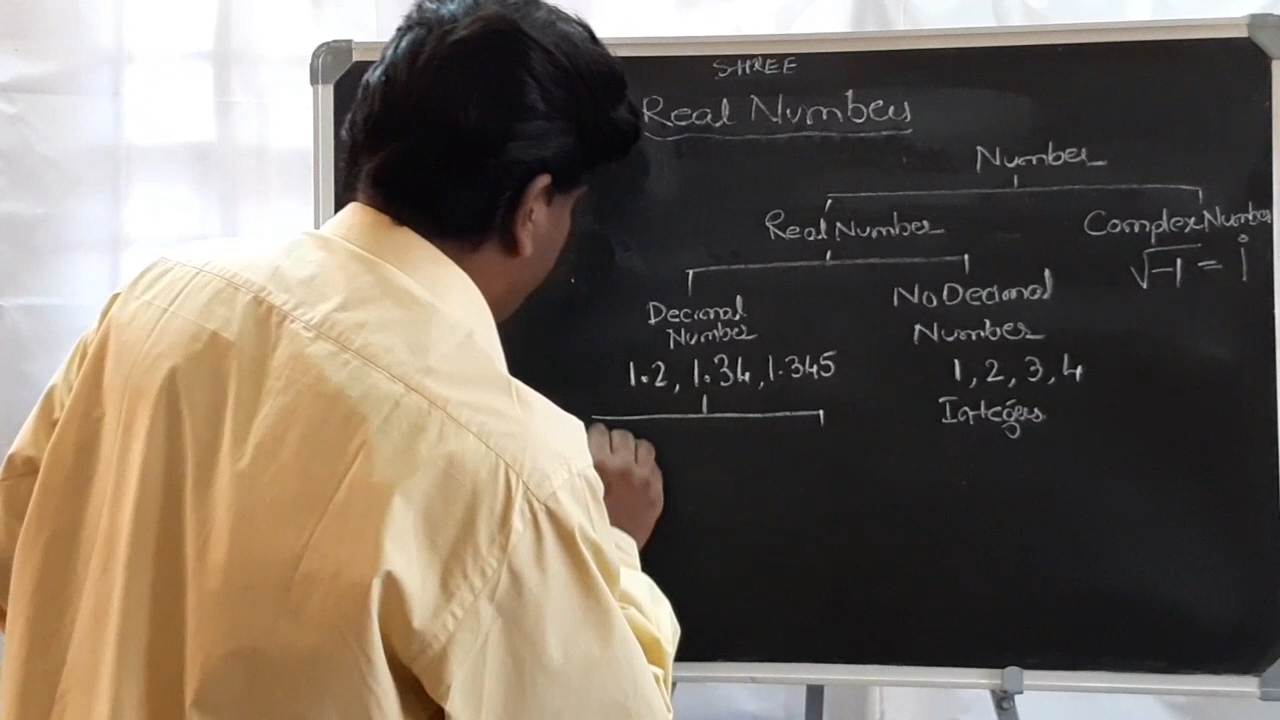 SHREE
Real Numbers
Number
Real Number
Complex Number
√-1 = i
Decimal
Number
1.2, 1.34, 1.345
No Decimal
Number
1, 2, 3, 4
Integers